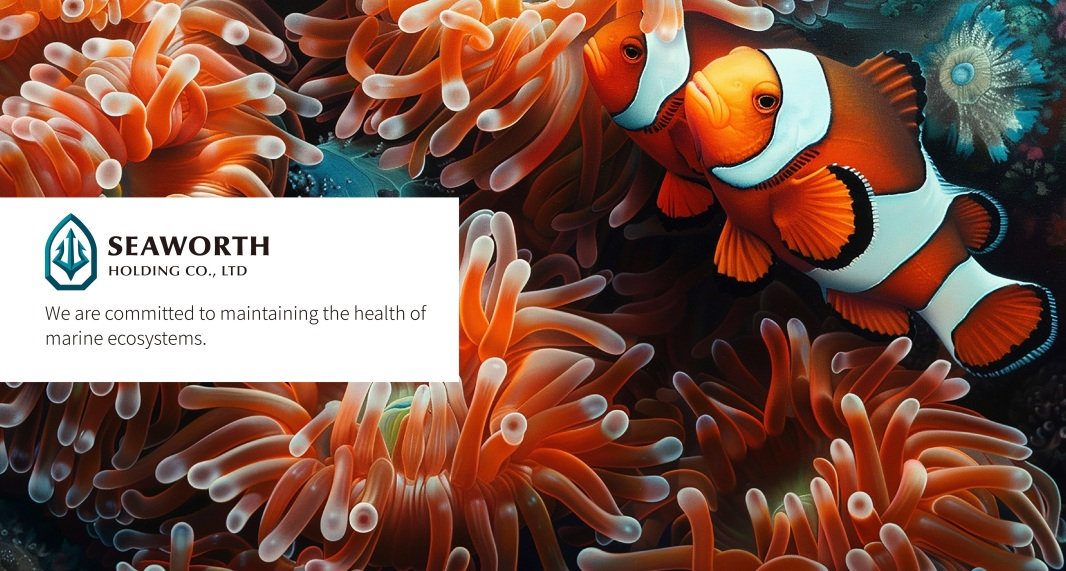 SEAWORTH
HOLDING CO., LTD
We are committed to maintaining the health of
marine ecosystems.